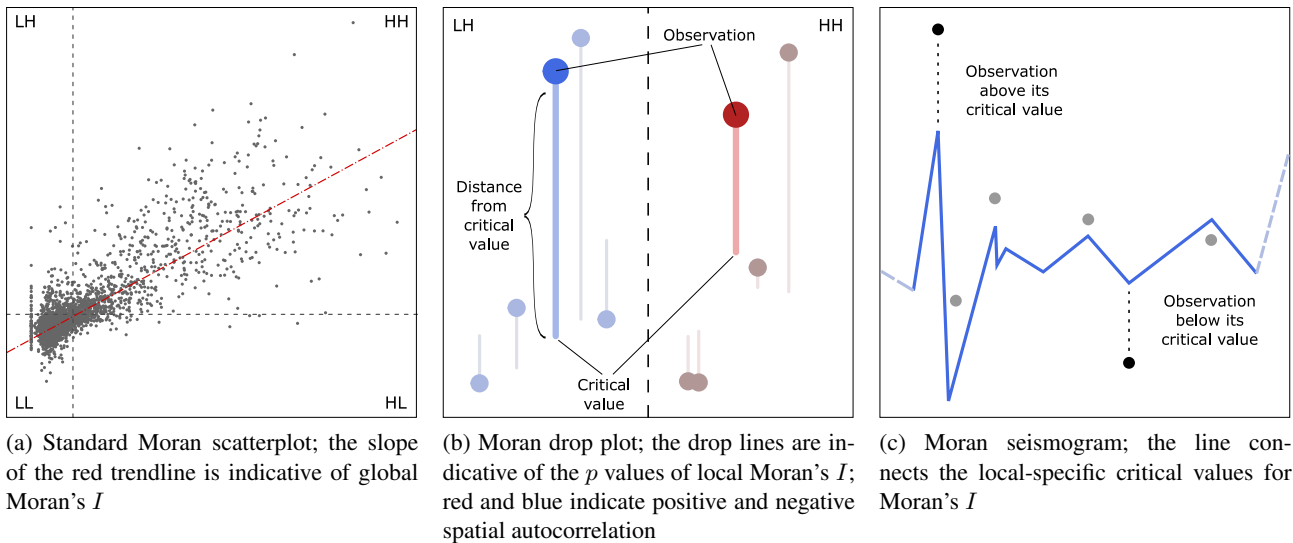 LH
HH
LL
HL
(a) Standard Moran scatterplot; the slope
of the red trendline is indicative of global
Moran's I
LH
HH
Observation
Distance
from
critical
value
Critical
value
(b) Moran drop plot; the drop lines are in-
dicative of the p values of local Moran's I;
red and blue indicate positive and negative
spatial autocorrelation
Observation
above its
critical value
Observation
below its
critical value
(c) Moran seismogram; the line con-
nects the local-specific critical values for
Moran's I